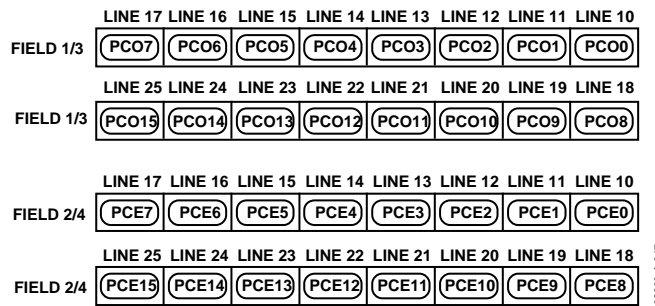 LINE 17 LINE 16 LINE 15 LINE 14 LINE 13 LINE 12 LINE 11 LINE 10
FIELD 1/3 PCO7 PCO6 PCO5 PCO4 PCO3 PCO2 PCO1 PCO0
LINE 25 LINE 24 LINE 23 LINE 22 LINE 21 LINE 20 LINE 19 LINE 18
FIELD 1/3 PCO15 PCO14 PCO13 PCO12 PCO11 PCO10 PCO9 PCO8
LINE 17 LINE 16 LINE 15 LINE 14 LINE 13 LINE 12 LINE 11 LINE 10
FIELD 2/4 PCE7 PCE6 PCE5 PCE4 PCE3 PCE2 PCE1 PCE0
LINE 25 LINE 24 LINE 23 LINE 22 LINE 21 LINE 20 LINE 19 LINE 18
FIELD 2/4 PCE15 PCE14 PCE13 PCE12 PCE11 PCE10 PCE9 PCE8